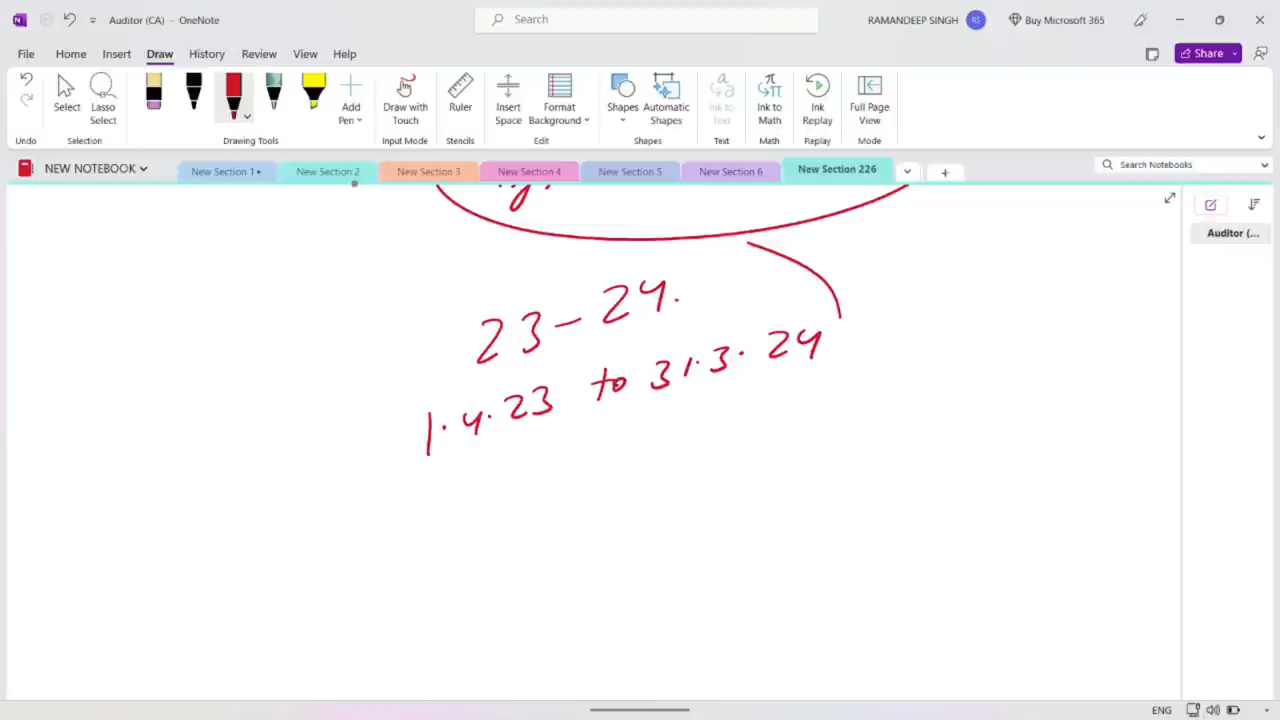 Auditor (CA) - OneNote
Search
RAMANDEEP SINGH
RS
Buy Microsoft 365
File Home Insert Draw History Review View Help
Share
Undo
Select
Lasso Select
Add Pen
Draw with Touch
Ruler
Insert Space
Format Background
Shapes
Automatic Shapes
Ink to Text
Ink to Math
Ink Replay
Full Page View
Selection
Drawing Tools
Input Mode
Stencils
Edit
Shapes
Text
Math
Replay
Mode
NEW NOTEBOOK
New Section 1
New Section 2
New Section 3
New Section 4
New Section 5
New Section 6
New Section 226
Search Notebooks
Auditor (...
23-24.
1.4.23 to 31.3.24
ENG